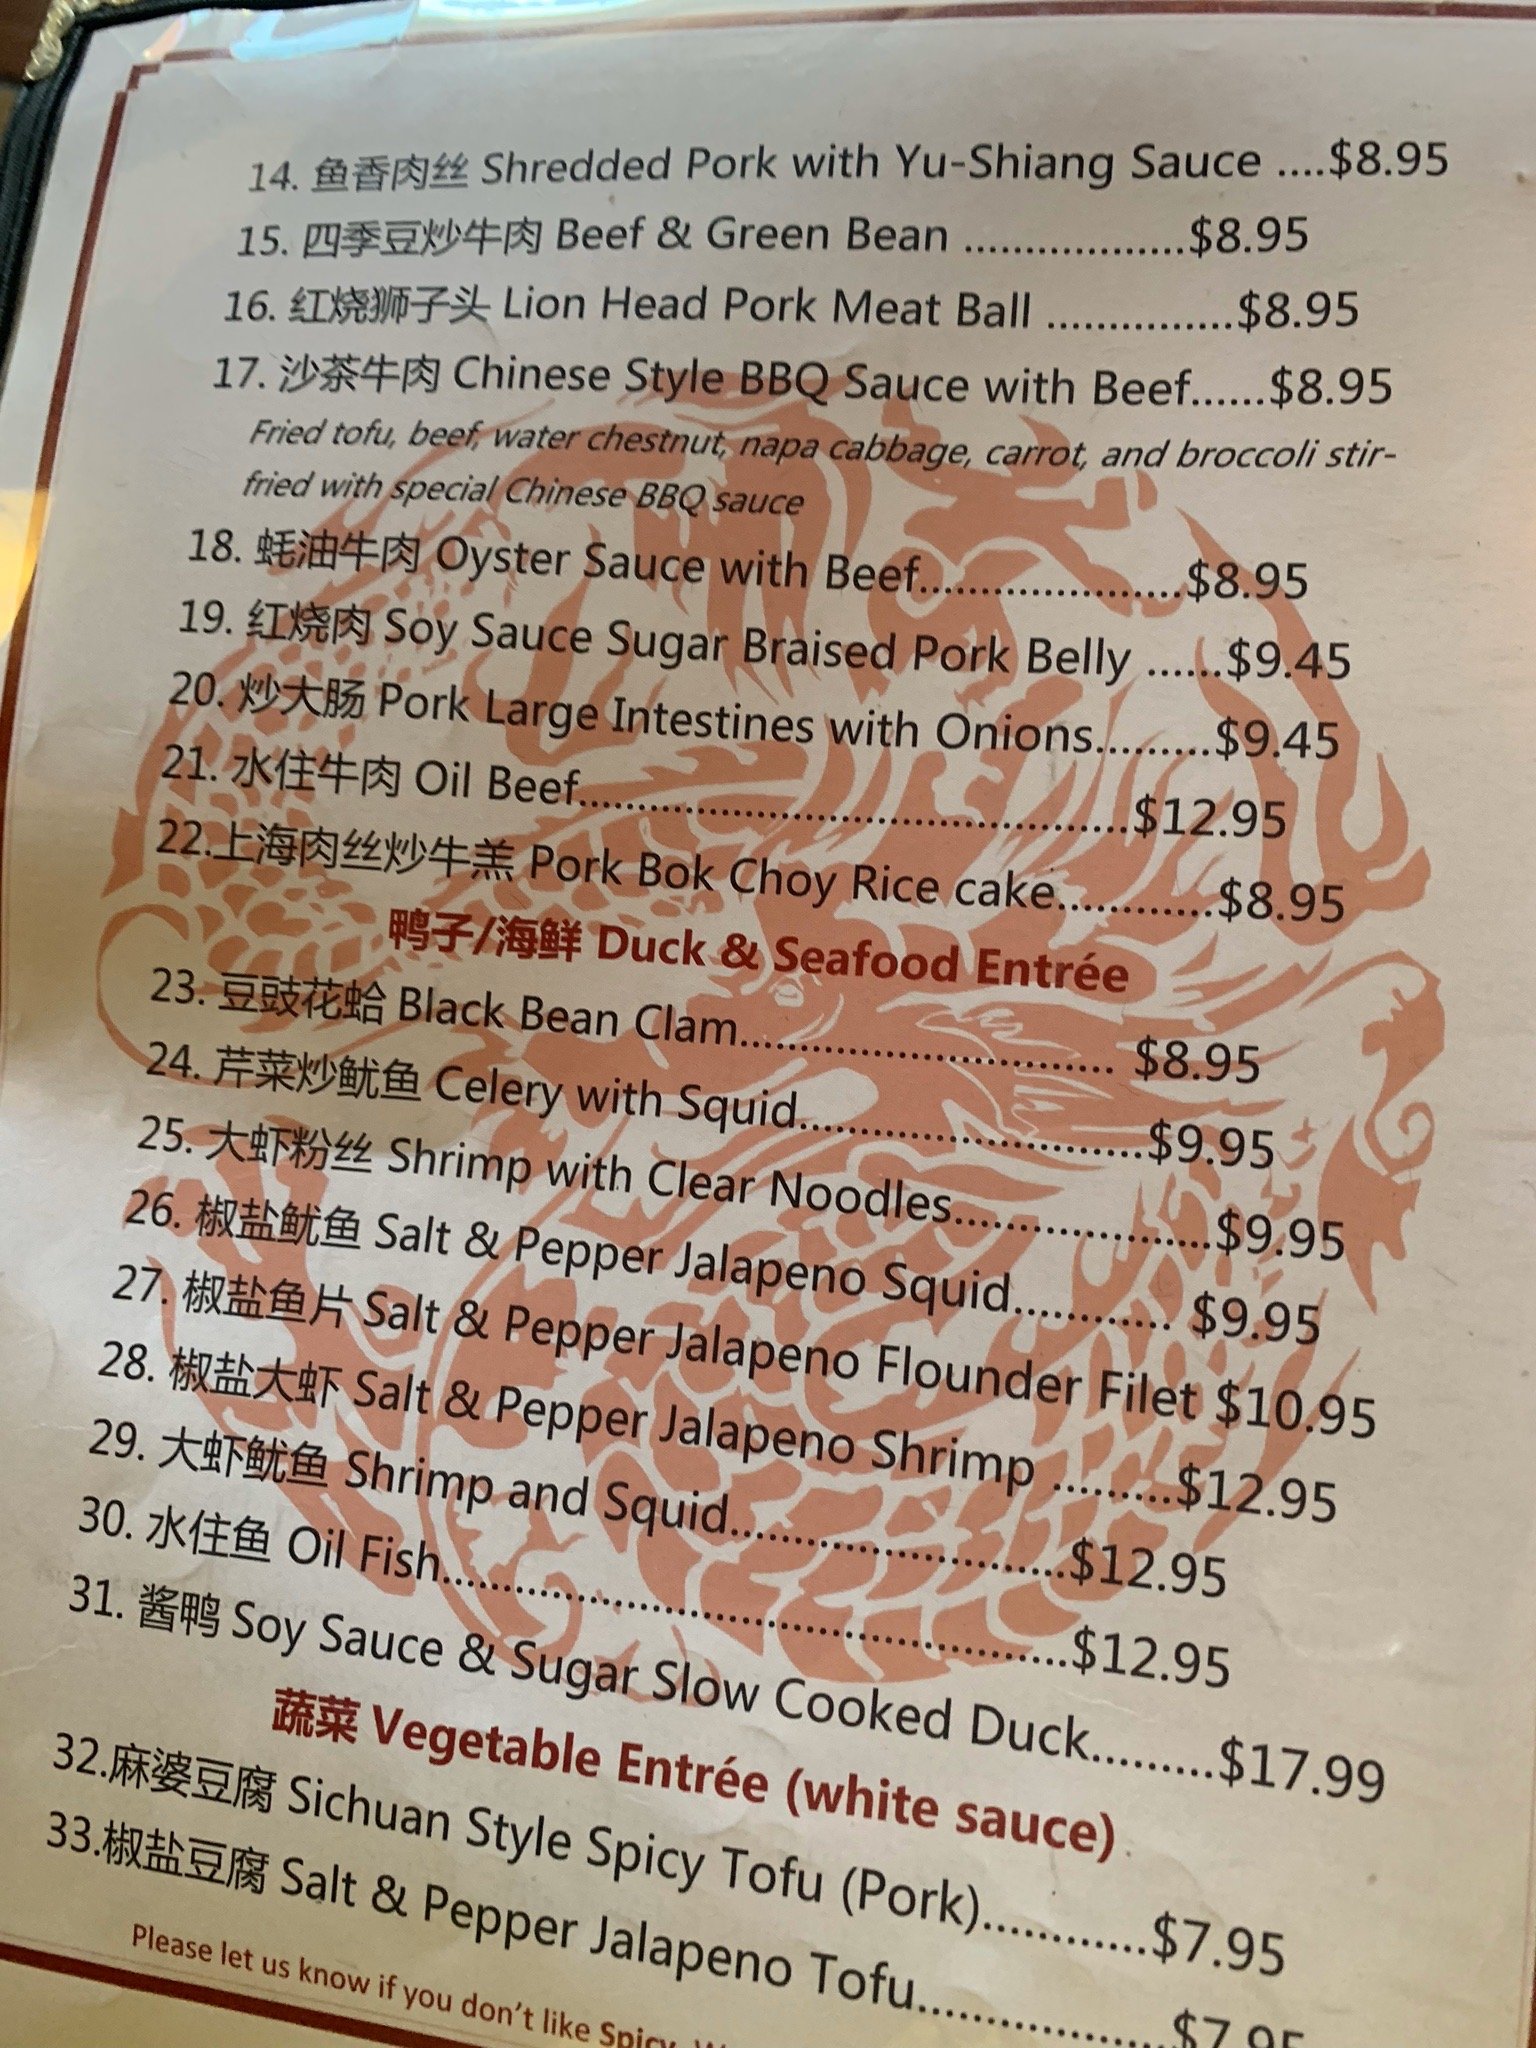 14. 鱼香肉丝 Shredded Pork with Yu-Shiang Sauce ....$8.95
15. 四季豆炒牛肉 Beef & Green Bean ..................$8.95
16. 红烧狮子头 Lion Head Pork Meat Ball ...............$8.95
17. 沙茶牛肉 Chinese Style BBQ Sauce with Beef......$8.95
Fried tofu, beef, water chestnut, napa cabbage, carrot, and broccoli stir-
fried with special Chinese BBQ sauce
18. 蚝油牛肉 Oyster Sauce with Beef.....................$8.95
19. 红烧肉 Soy Sauce Sugar Braised Pork Belly ......$9.45
20. 炒大肠 Pork Large Intestines with Onions.........$9.45
21. 水住牛肉 Oil Beef.............................................$12.95
22.上海肉丝炒牛羔 Pork Bok Choy Rice cake.............$8.95
鸭子/海鲜 Duck & Seafood Entrée
23. 豆豉花蛤 Black Bean Clam.............................. $8.95
24. 芹菜炒鱿鱼 Celery with Squid............................$9.95
25. 大虾粉丝 Shrimp with Clear Noodles.....................$9.95
26. 椒盐鱿鱼 Salt & Pepper Jalapeno Squid............. $9.95
27. 椒盐鱼片 Salt & Pepper Jalapeno Flounder Filet $10.95
28. 椒盐大虾 Salt & Pepper Jalapeno Shrimp ..........$12.95
29. 大虾鱿鱼 Shrimp and Squid...........................$12.95
30. 水住鱼 Oil Fish..................................................$12.95
31. 酱鸭 Soy Sauce & Sugar Slow Cooked Duck..........$17.99
蔬菜 Vegetable Entrée (white sauce)
32.麻婆豆腐 Sichuan Style Spicy Tofu (Pork)............$7.95
33.椒盐豆腐 Salt & Pepper Jalapeno Tofu....................$7.95
Please let us know if you don't like Spicy.